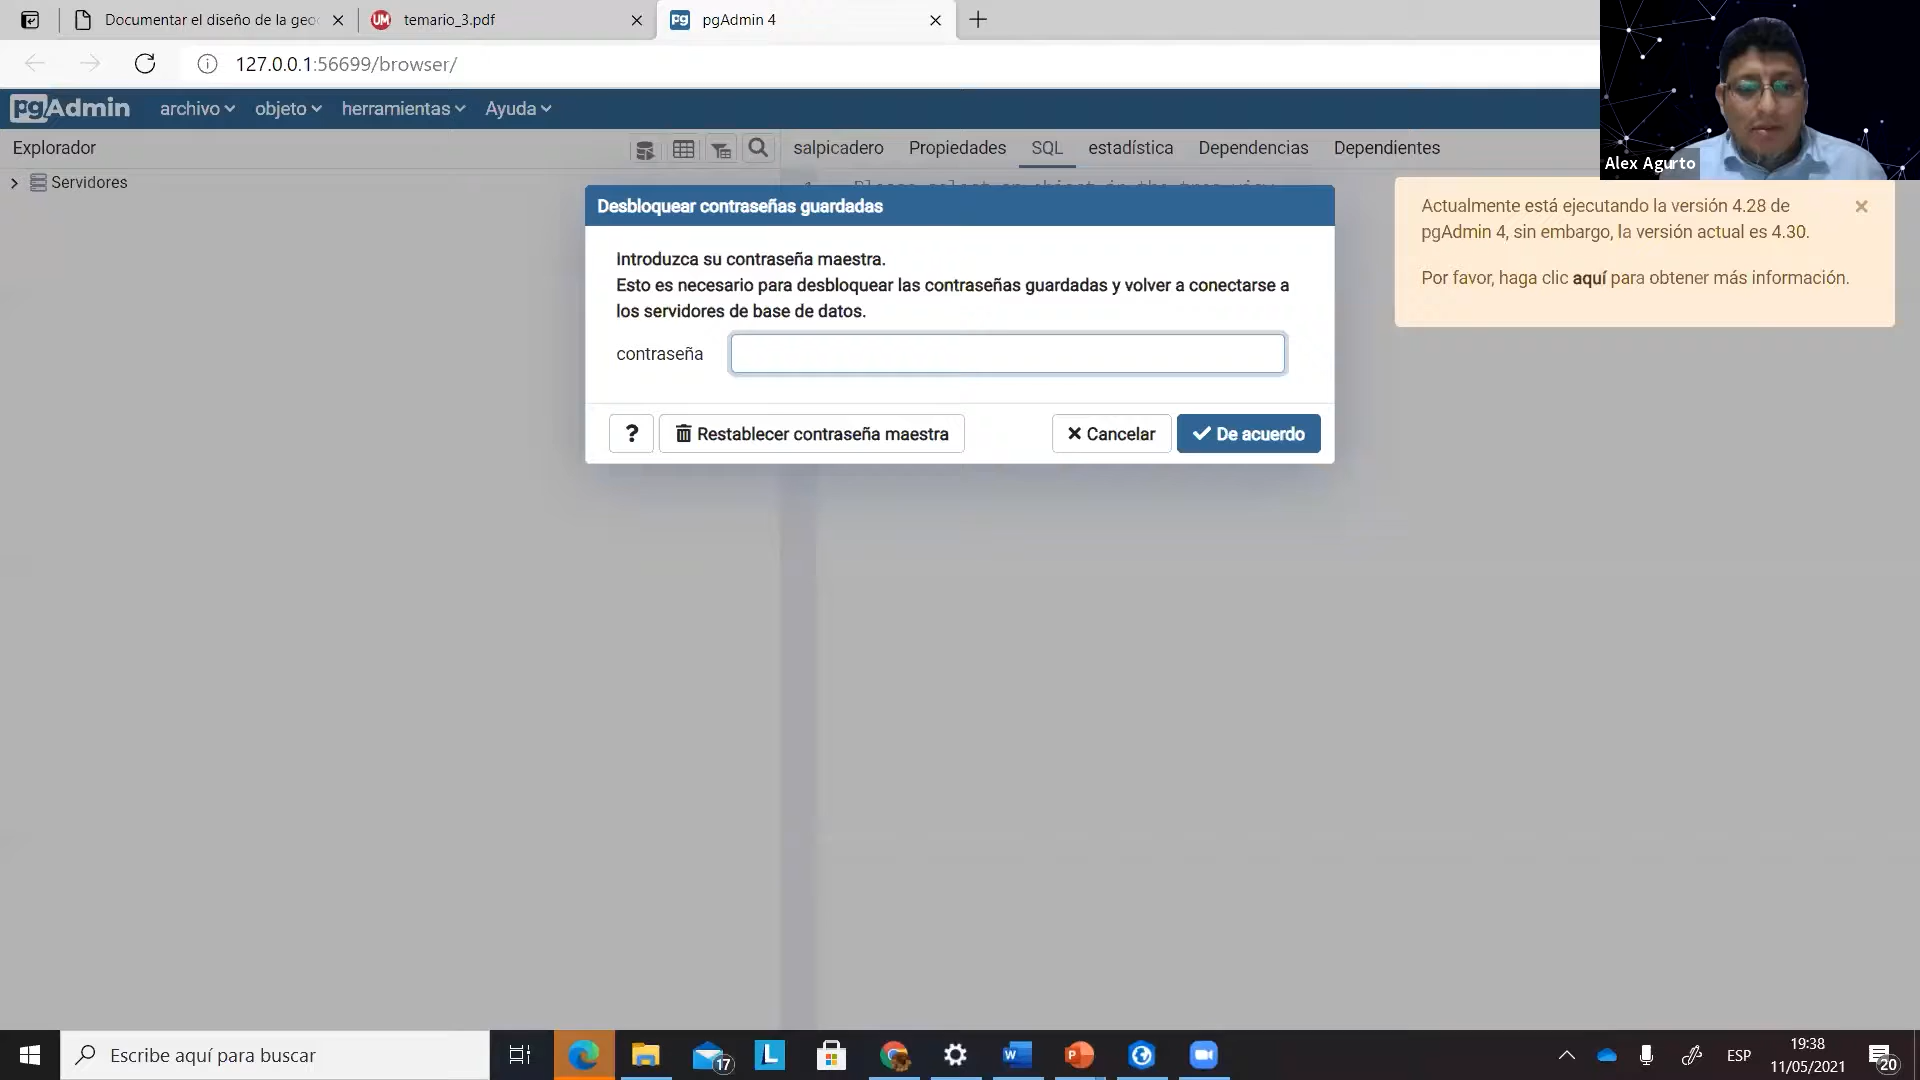 Documentar el diseño de la geo
temario_3.pdf
pgAdmin 4
127.0.0.1:56699/browser/
pgAdmin
archivo
objeto
herramientas
Ayuda
Explorador
salpicadero
Propiedades
SQL
estadística
Dependencias
Dependientes
Alex Agurto
Servidores
Desbloquear contraseñas guardadas
Introduzca su contraseña maestra.
Esto es necesario para desbloquear las contraseñas guardadas y volver a conectarse a
los servidores de base de datos.
contraseña
?
Restablecer contraseña maestra
Cancelar
De acuerdo
Actualmente está ejecutando la versión 4.28 de
pgAdmin 4, sin embargo, la versión actual es 4.30.
Por favor, haga clic aquí para obtener más información.
Escribe aquí para buscar
17
ESP
19:38
11/05/2021
20